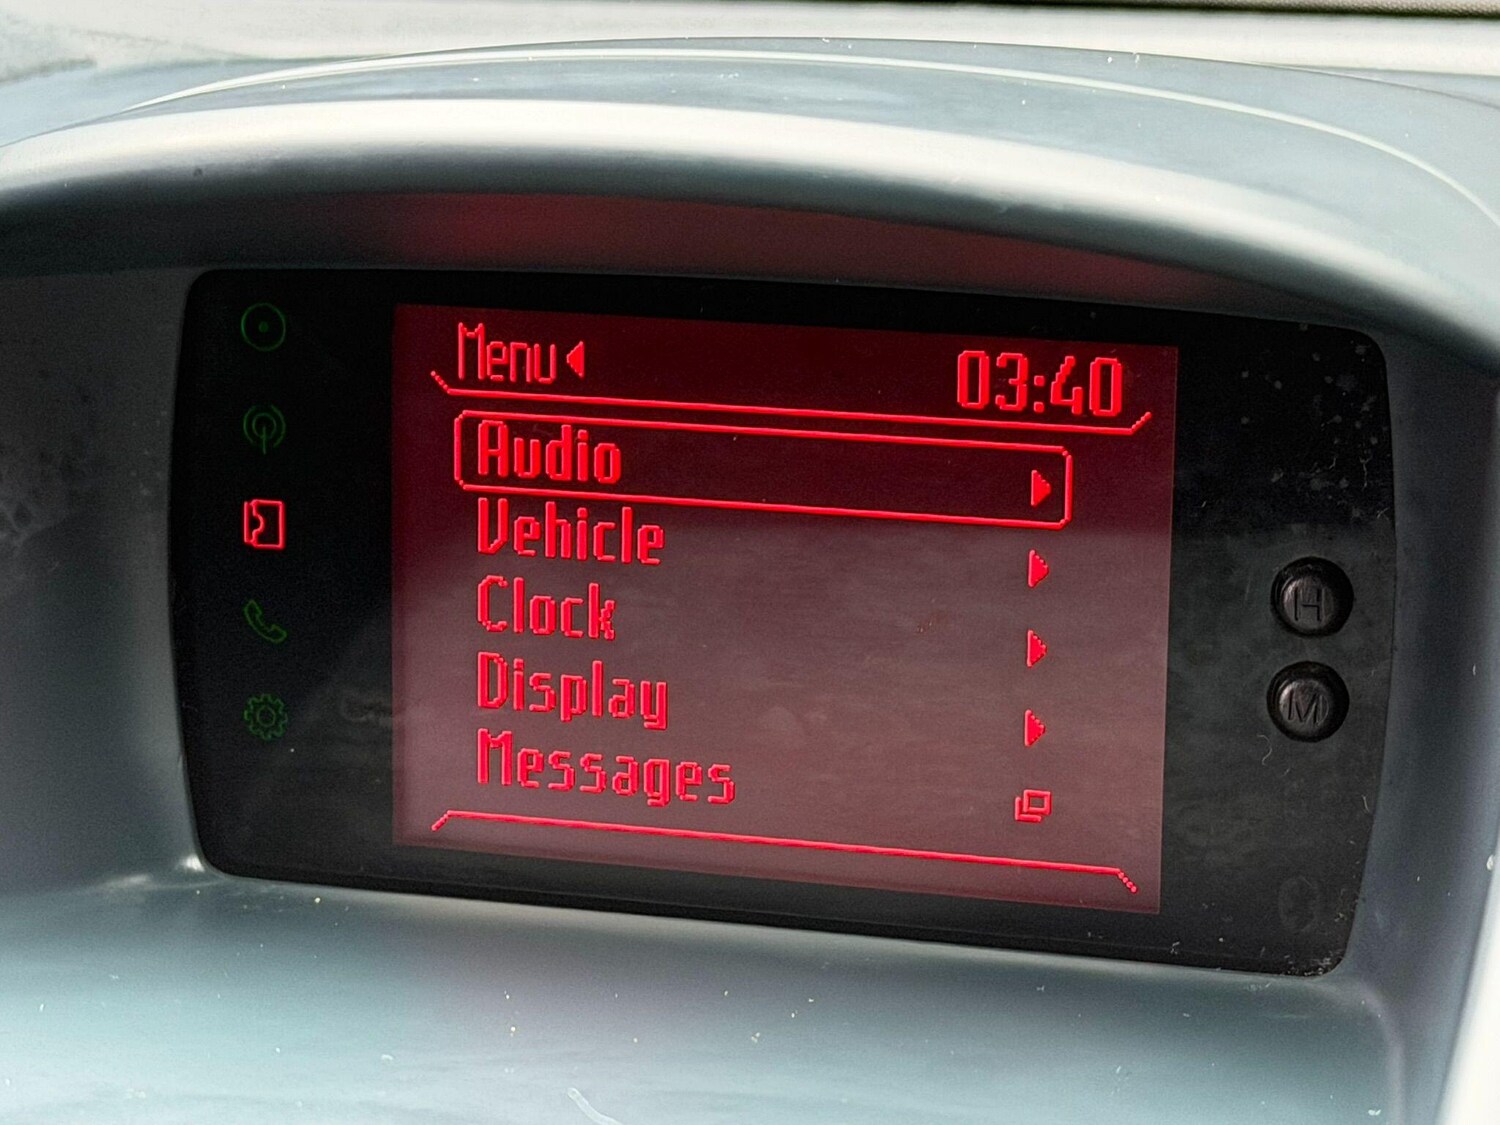 Menu
03:40
Audio
Vehicle
Clock
Display
Messages
H
M